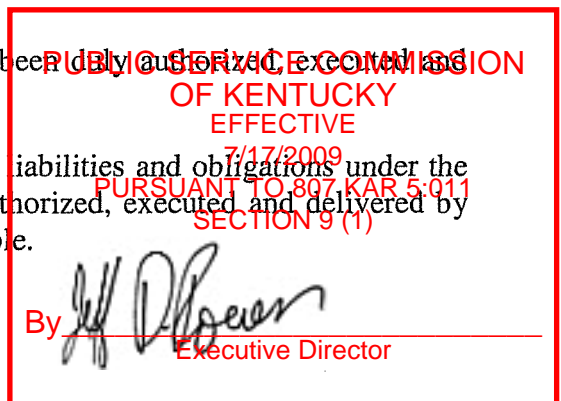 been duly authorized, executed and
PUBLIC SERVICE COMMISSION
OF KENTUCKY
EFFECTIVE
7/17/2009
liabilities and obligations under the
PURSUANT TO 807 KAR 5:011
thorized, executed and delivered by
SECTION 9 (1)
ble.
By
Executive Director